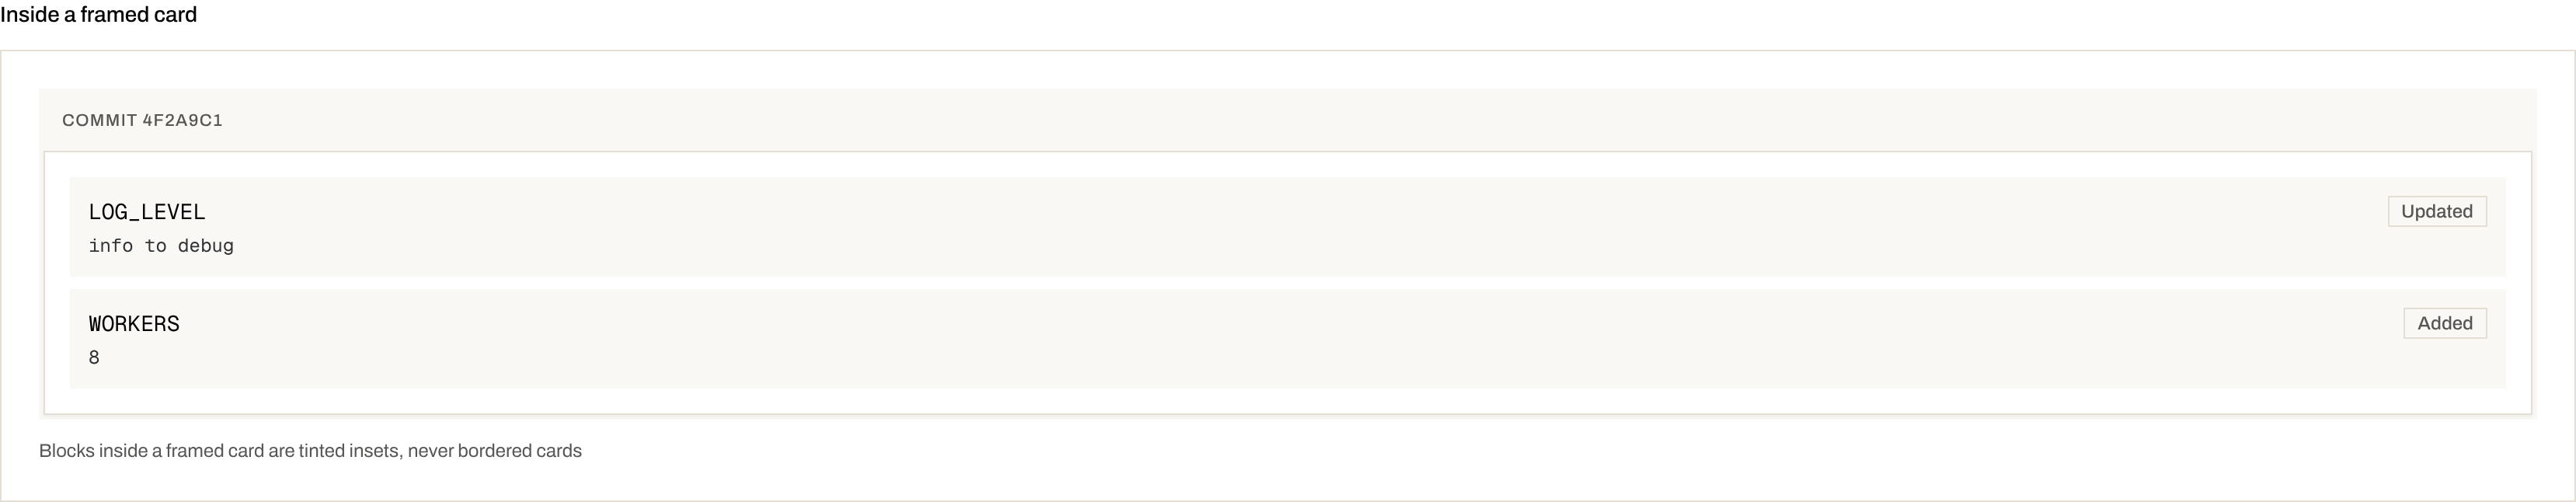 Inside a framed card
COMMIT 4F2A9C1
LOG_LEVEL
Updated
info to debug
WORKERS
Added
8
Blocks inside a framed card are tinted insets, never bordered cards